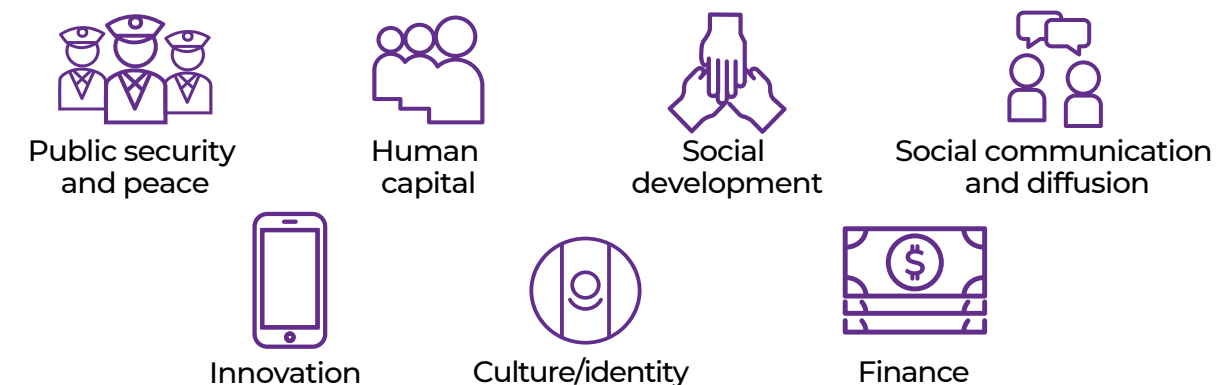 Public security
and peace
Human
capital
Social
development
Social communication
and diffusion
$
Innovation
Culture/identity
Finance